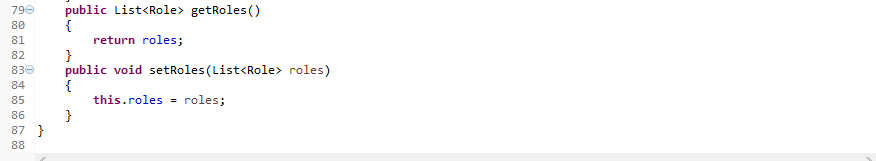 79 public List<Role> getRoles()
80 {
81 return roles;
82 }
83 public void setRoles(List<Role> roles)
84 {
85 this.roles = roles;
86 }
87 }
88